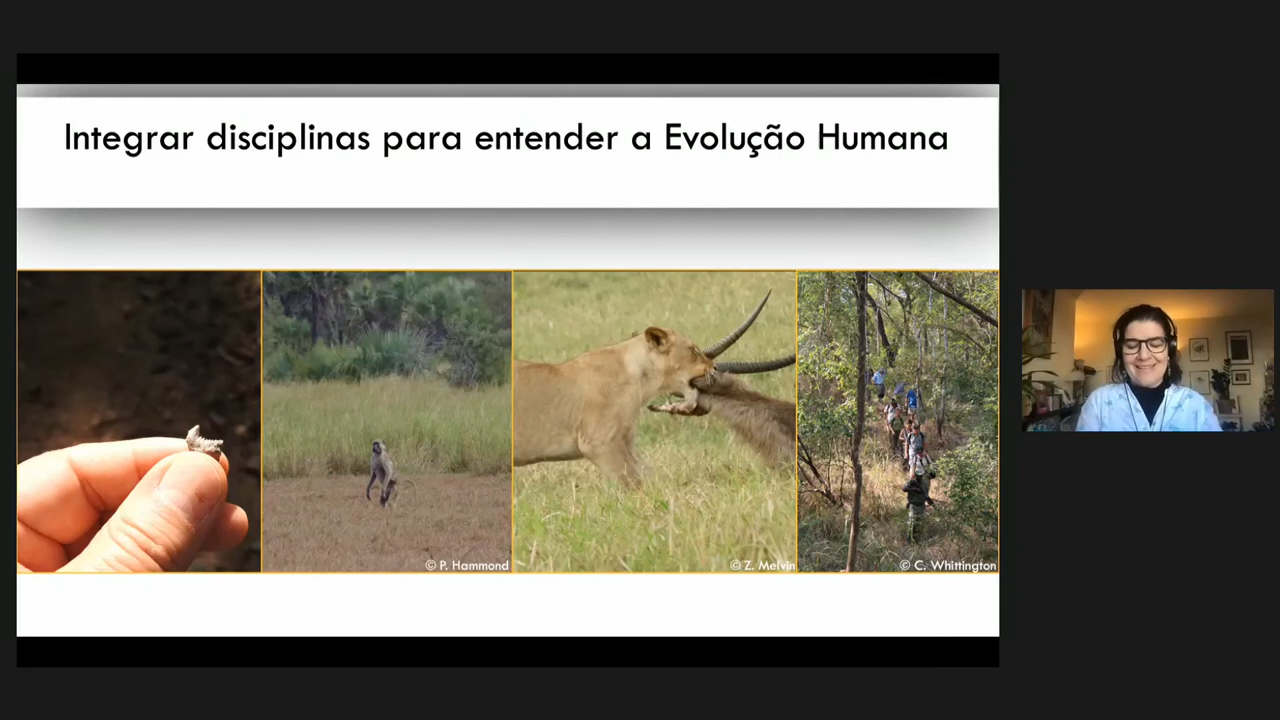 Integrar disciplinas para entender a Evolução Humana
© P. Hammond
© Z. Melvin
© C. Whittington